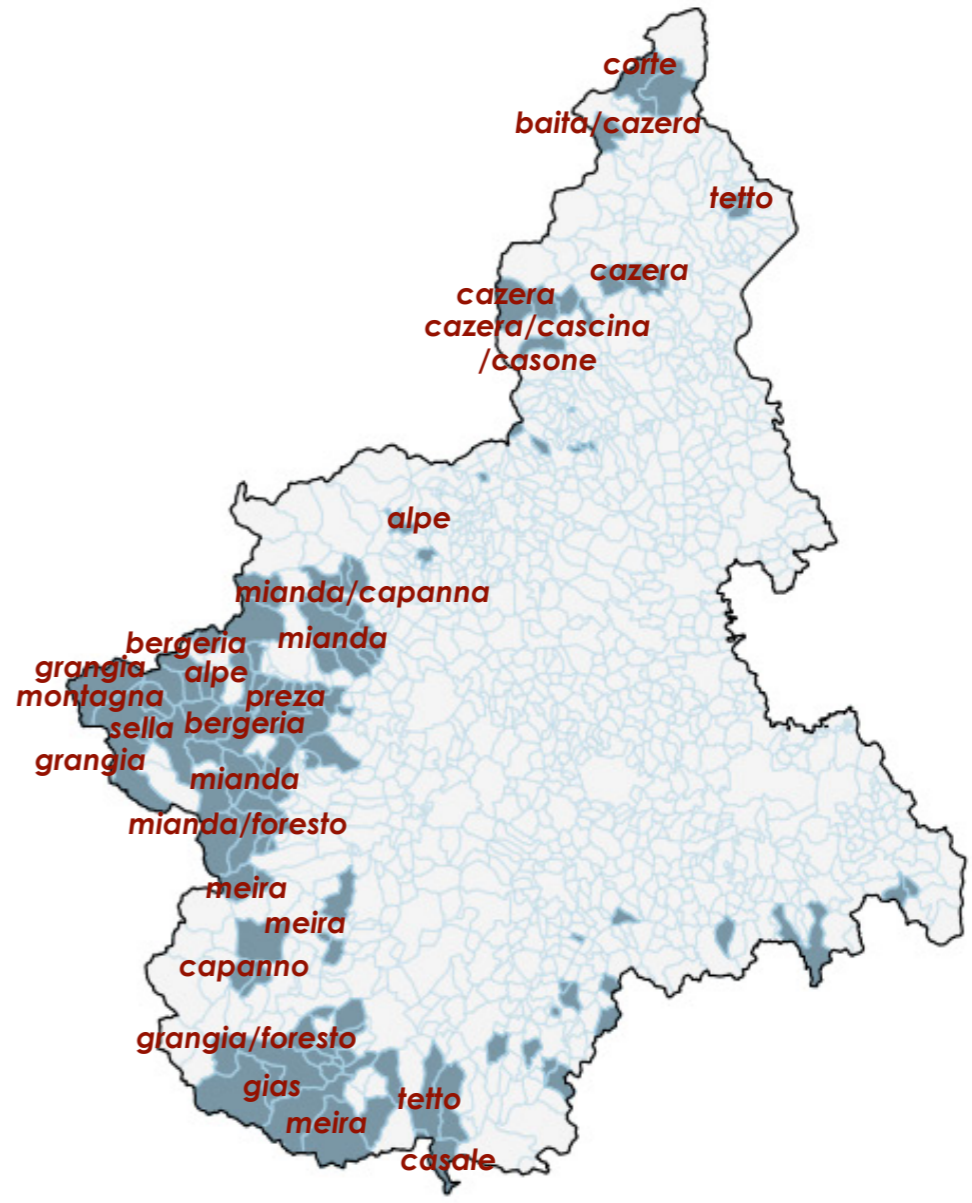 corte
baita/cazera
tetto
cazera
cazera
cazera/cascina
/casone
alpe
mianda/capanna
mianda
bergeria
grangia
alpe
montagna
preza
sella
bergeria
grangia
mianda
mianda/foresto
meira
meira
capanno
grangia/foresto
gias
tetto
meira
casale